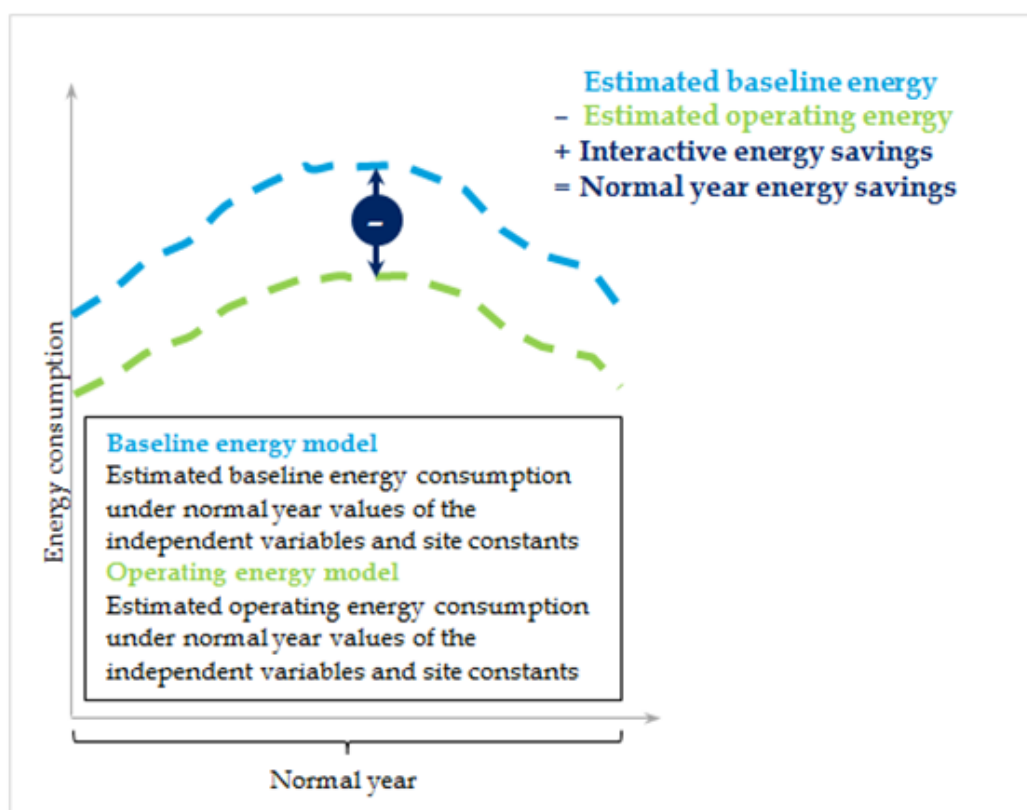 Estimated baseline energy
– Estimated operating energy
+ Interactive energy savings
= Normal year energy savings
–
Energy consumption
Baseline energy model
Estimated baseline energy consumption
under normal year values of the
independent variables and site constants
Operating energy model
Estimated operating energy consumption
under normal year values of the
independent variables and site constants
Normal year